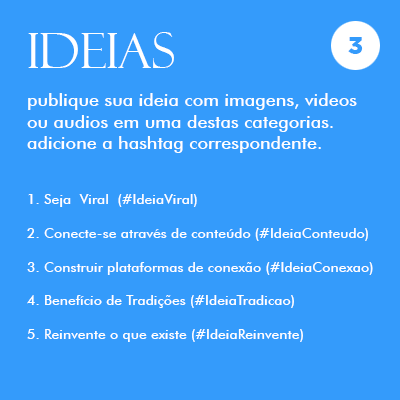 IDEIAS
3
publique sua ideia com imagens, videos
ou audios em uma destas categorias.
adicione a hashtag correspondente.
1. Seja Viral (#IdeiaViral)
2. Conecte-se através de conteúdo (#IdeiaConteudo)
3. Construir plataformas de conexão (#IdeiaConexao)
4. Benefício de Tradições (#IdeiaTradicao)
5. Reinvente o que existe (#IdeiaReinvente)